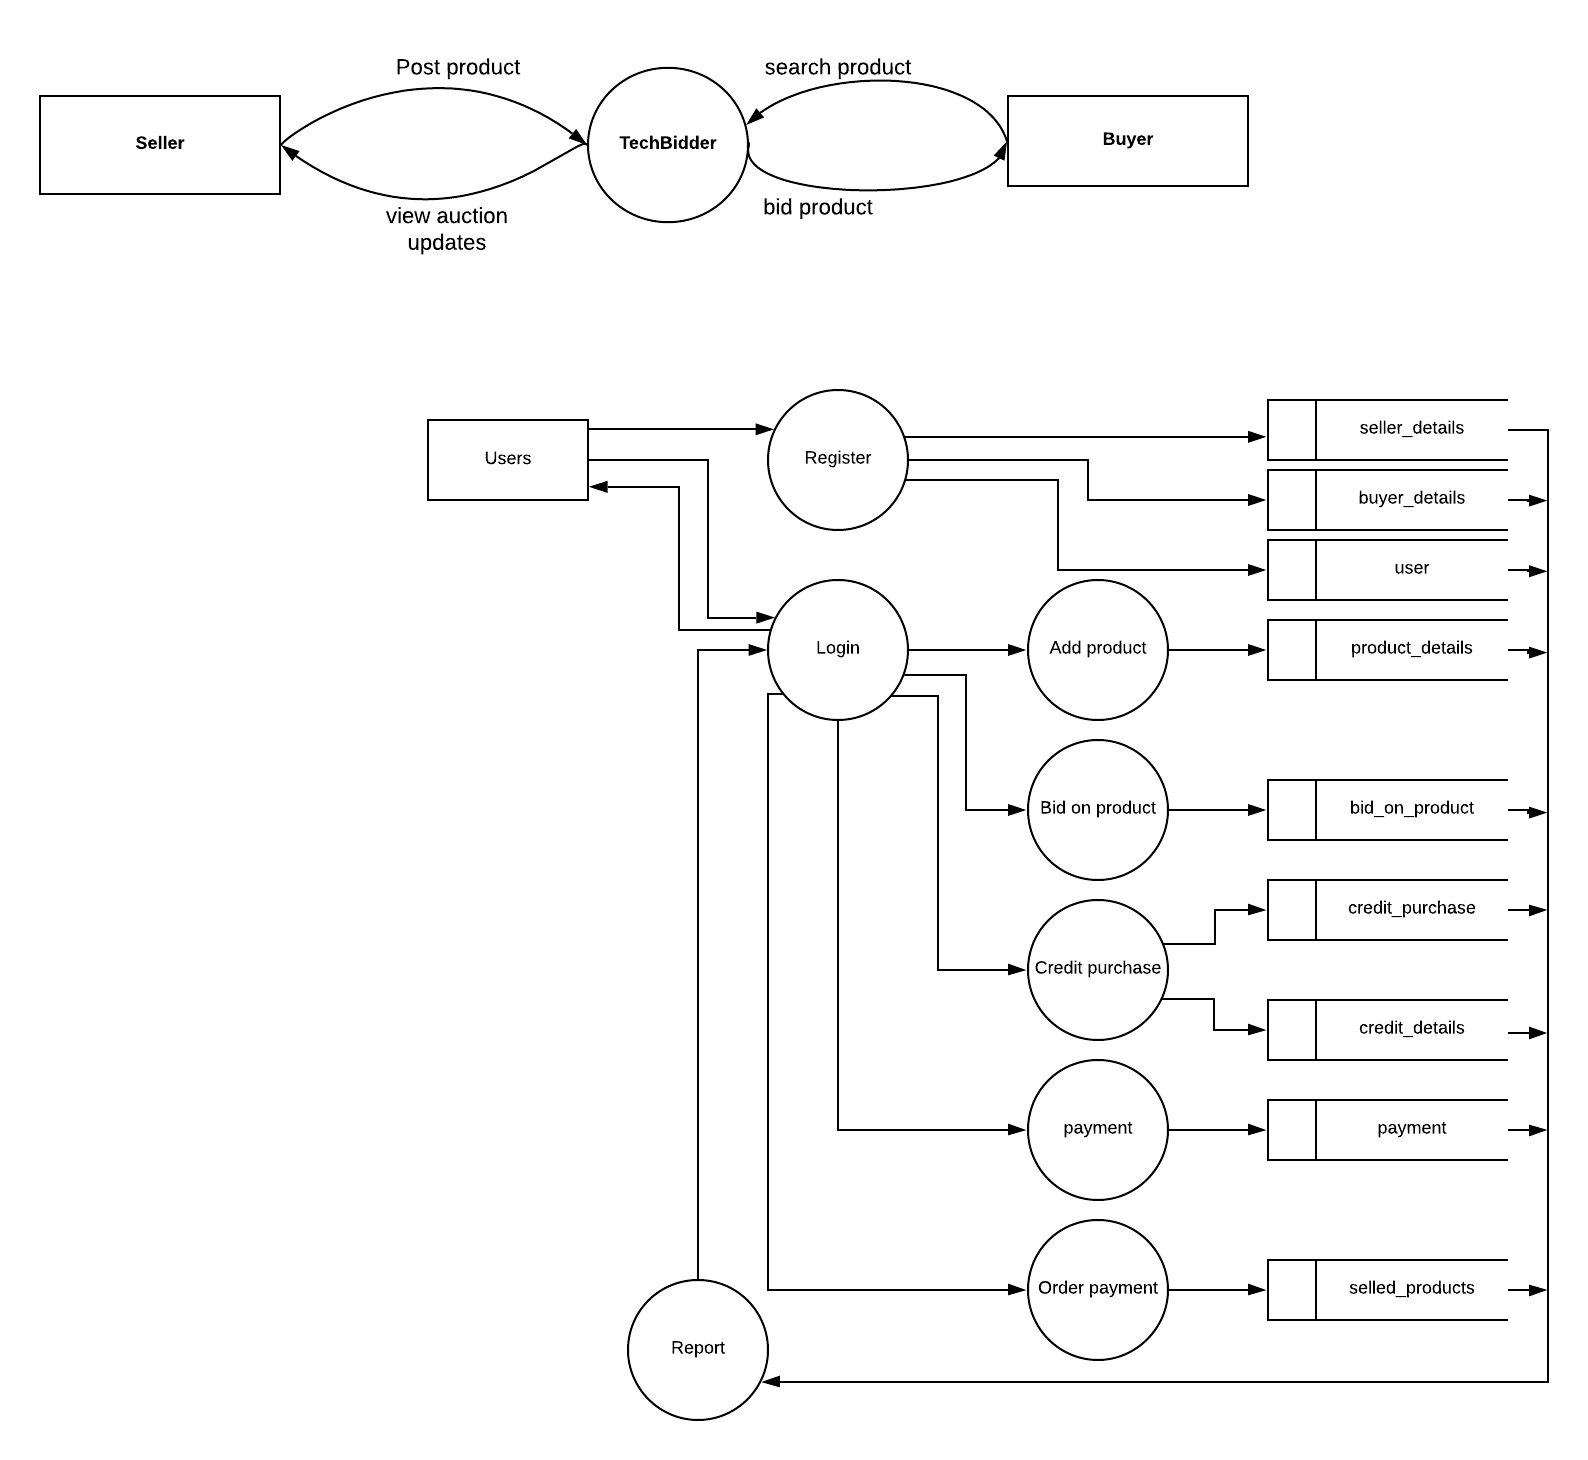 Post product
search product
Seller
TechBidder
Buyer
view auction
updates
bid product
Users
Register
seller_details
buyer_details
user
Login
Add product
product_details
Bid on product
bid_on_product
credit_purchase
Credit purchase
credit_details
payment
payment
Order payment
selled_products
Report